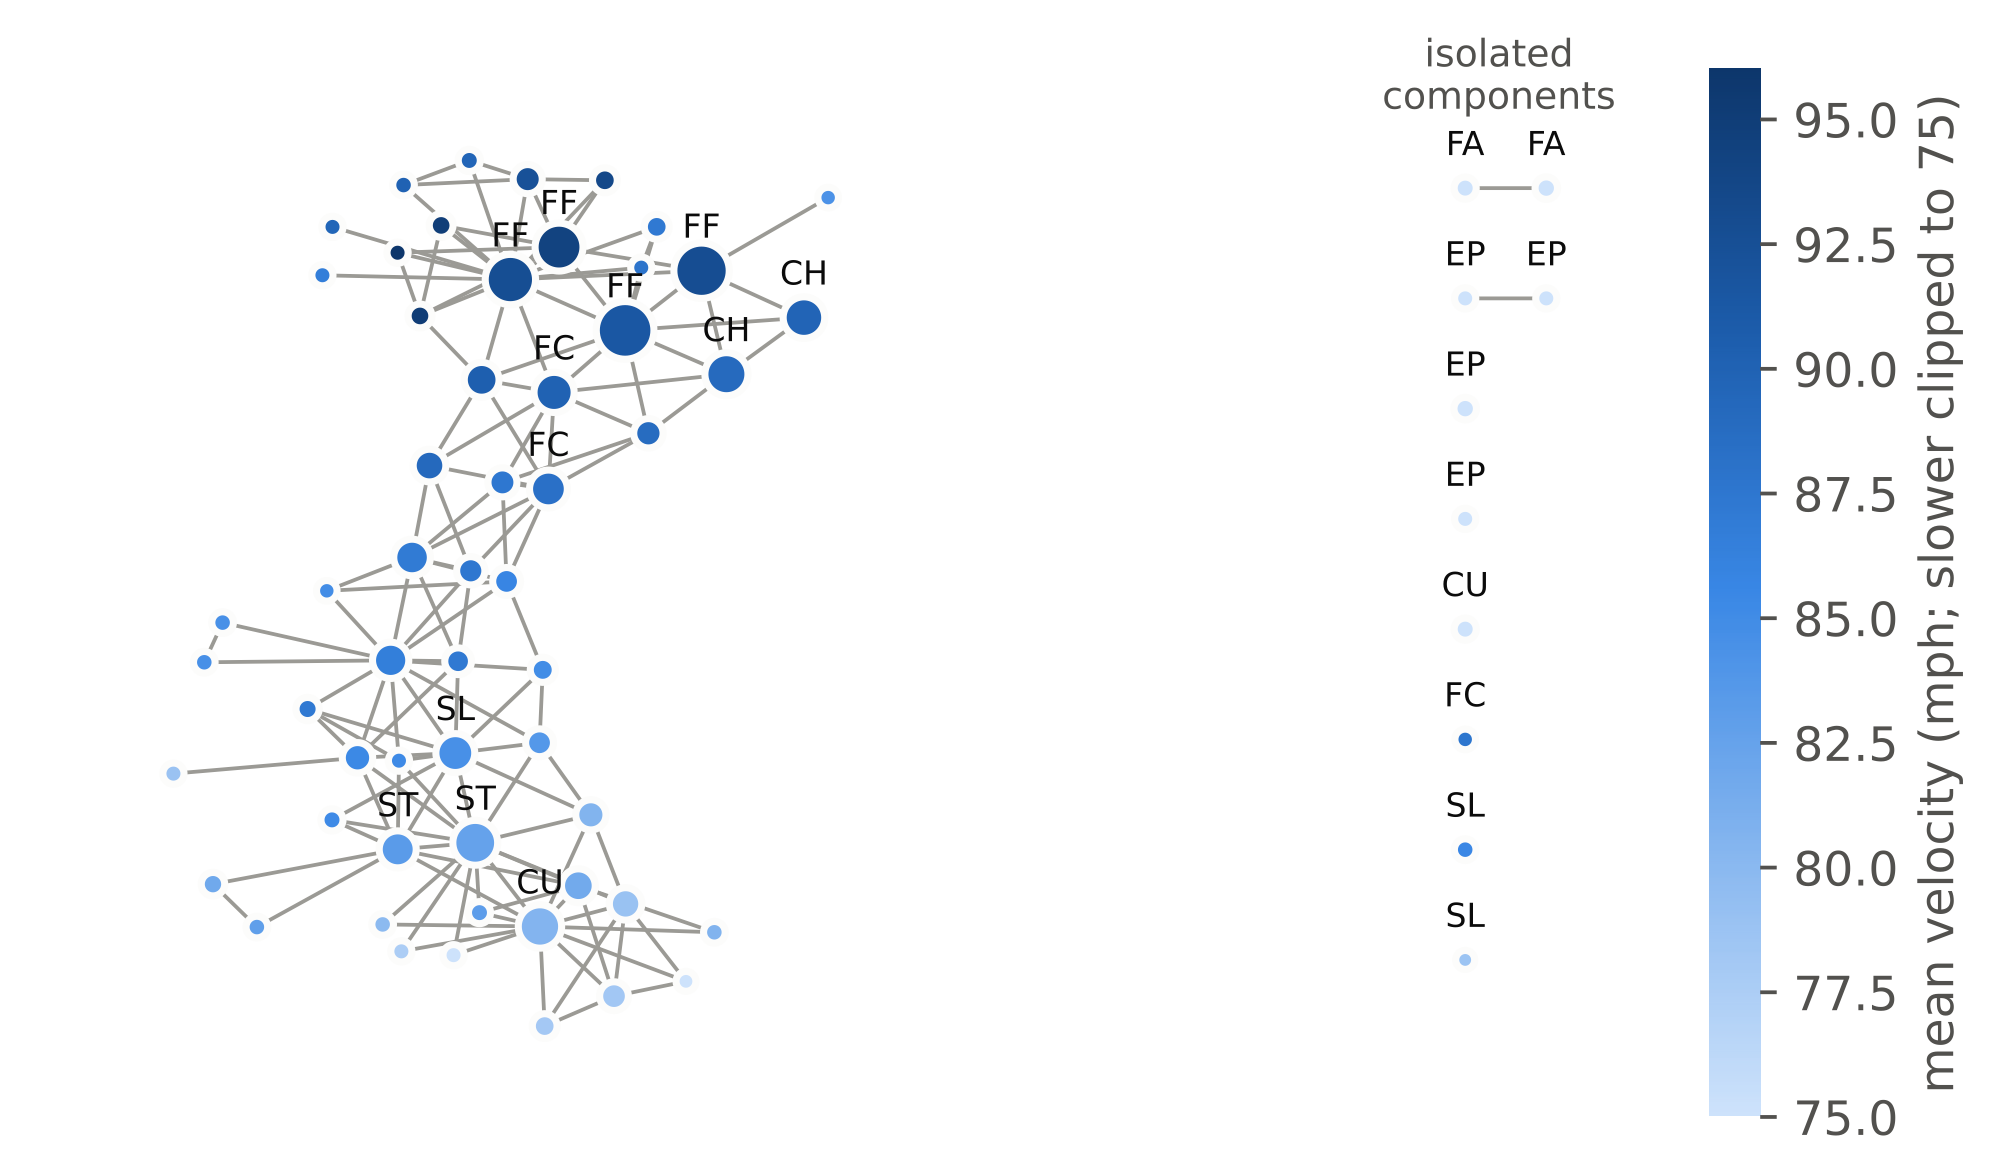 isolated
components
FA FA
EP EP
EP
EP
CU
FC
SL
SL
FF
FF
FF
FF
CH
CH
FC
FC
SL
ST
ST
CU
95.0
92.5
90.0
87.5
85.0
82.5
80.0
77.5
75.0
mean velocity (mph; slower clipped to 75)